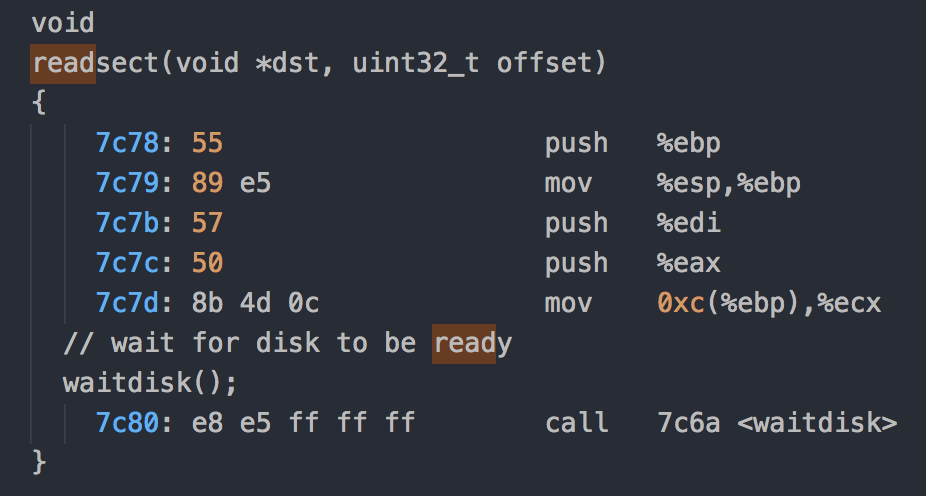 void
readsect(void *dst, uint32_t offset)
{
7c78: 55 push %ebp
7c79: 89 e5 mov %esp,%ebp
7c7b: 57 push %edi
7c7c: 50 push %eax
7c7d: 8b 4d 0c mov 0xc(%ebp),%ecx
// wait for disk to be ready
waitdisk();
7c80: e8 e5 ff ff ff call 7c6a <waitdisk>
}